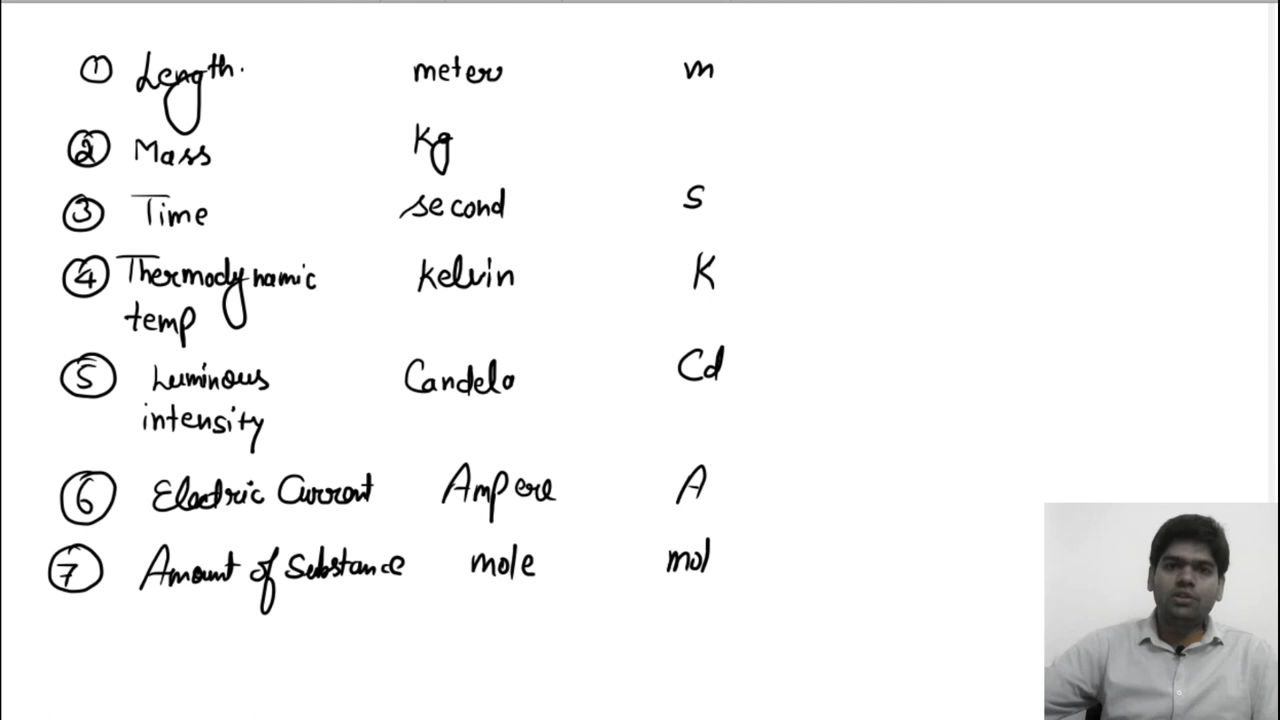 ① Length. meter m
② Mass Kg
③ Time second S
④ Thermodynamic Kelvin K
temp
⑤ Luminous Candela Cd
intensity
⑥ Electric Current Ampere A
⑦ Amount of Substance mole mol